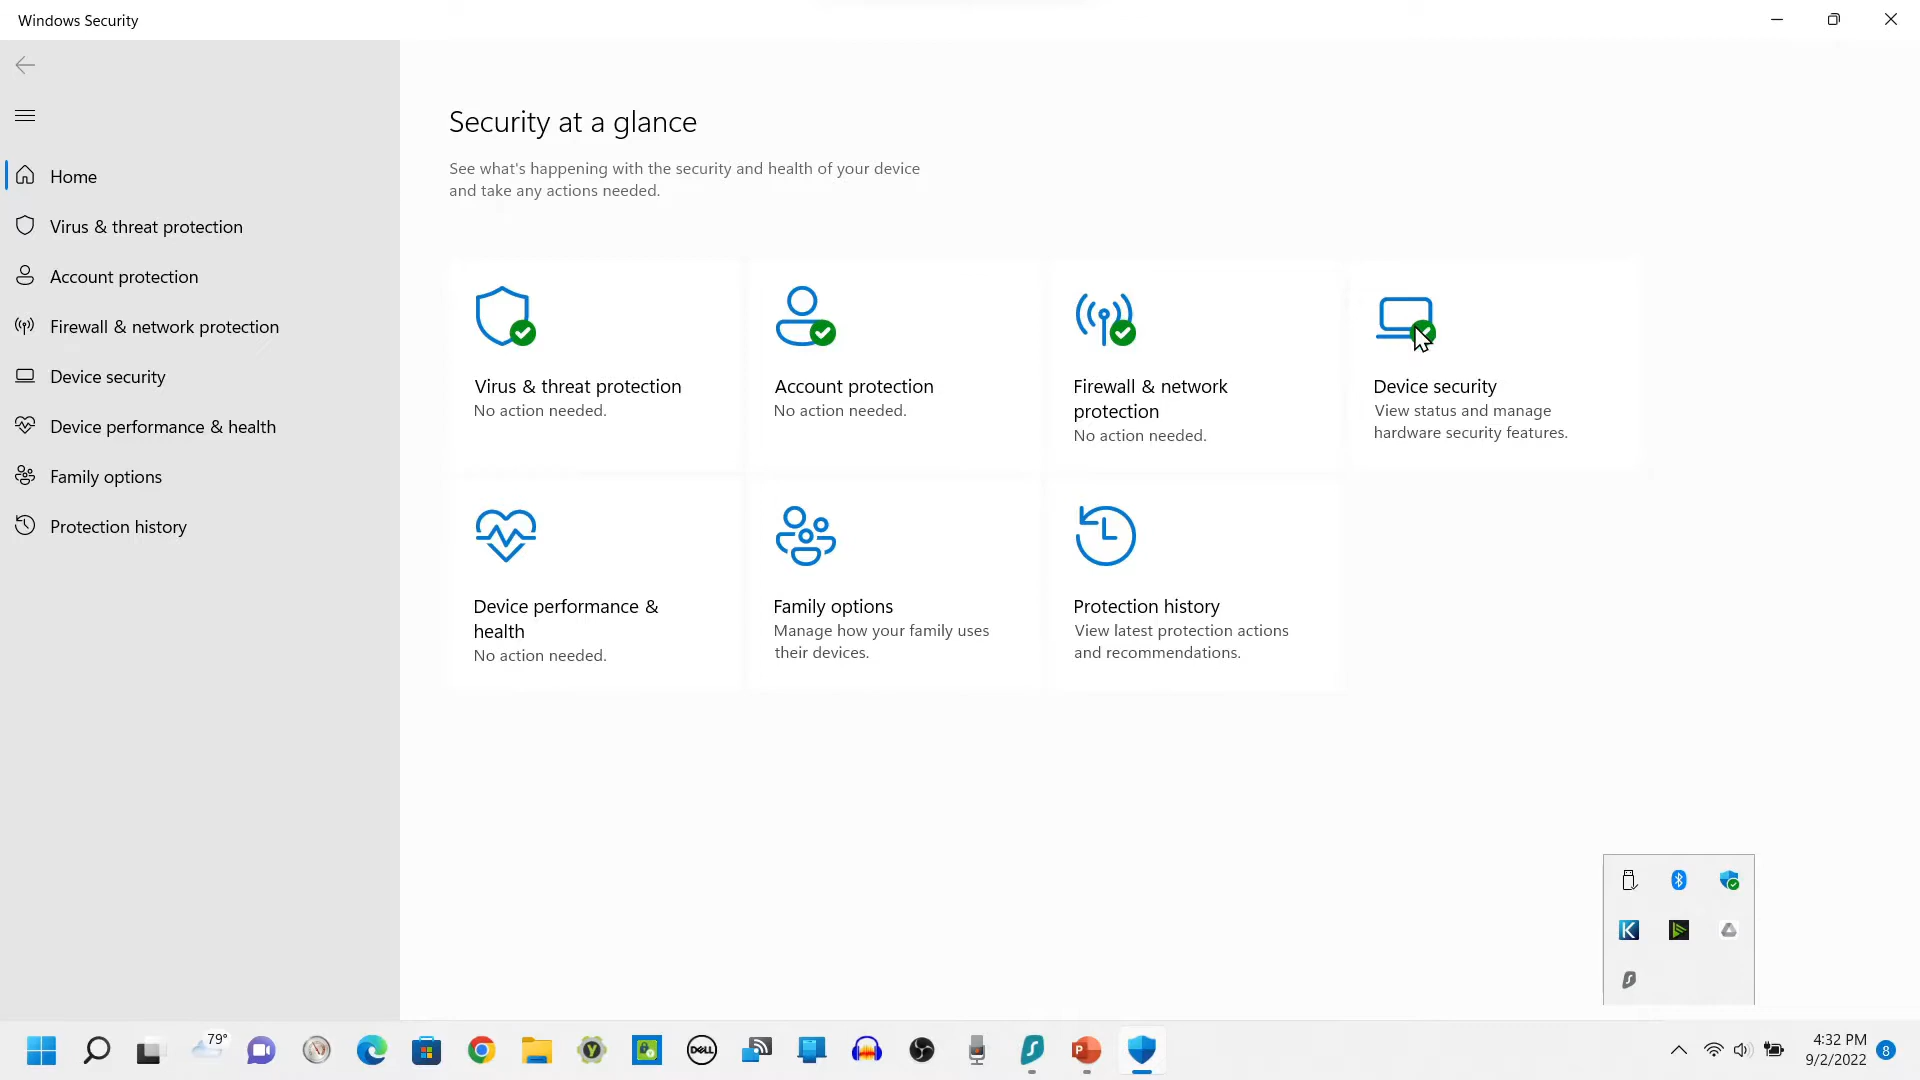 Windows Security
Home
Virus & threat protection
Account protection
Firewall & network protection
Device security
Device performance & health
Family options
Protection history
Security at a glance
See what's happening with the security and health of your device
and take any actions needed.
Virus & threat protection
No action needed.
Account protection
No action needed.
Firewall & network
protection
No action needed.
Device security
View status and manage
hardware security features.
Device performance &
health
No action needed.
Family options
Manage how your family uses
their devices.
Protection history
View latest protection actions
and recommendations.
K
79°
Y
DELL
P
4:32 PM
9/2/2022
8